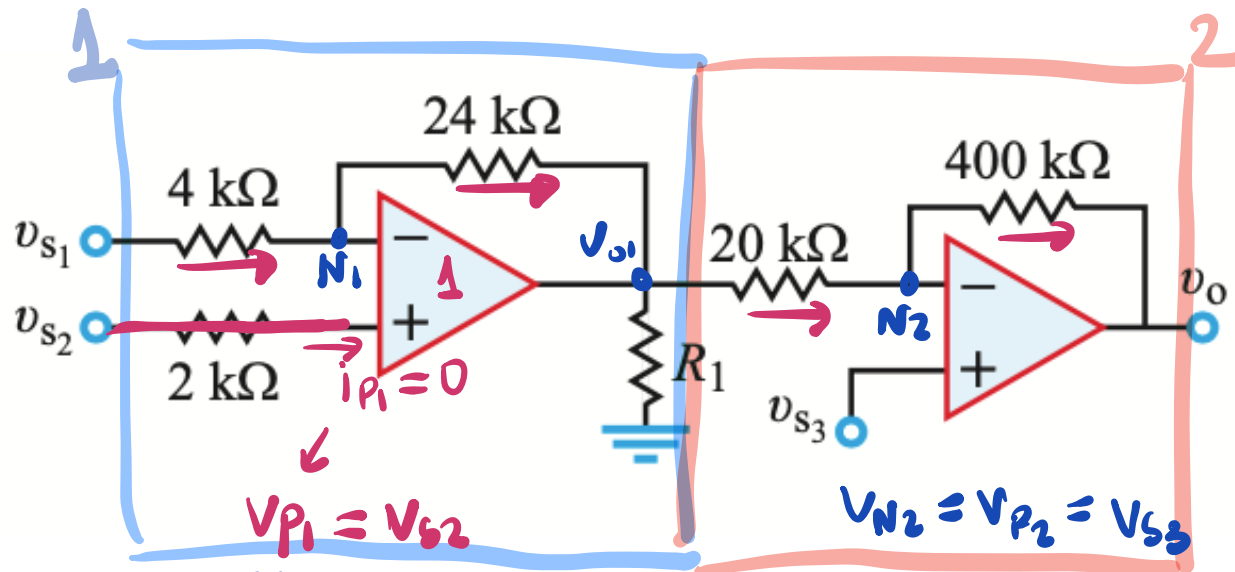 1
2
24 kΩ
400 kΩ
4 kΩ
υs₁
N₁
−
1
V₀₁
20 kΩ
N₂
−
υo
υs₂
+
2 kΩ
iP₁ = 0
R₁
+
υs₃
VP₁ = VS2
VN2 = VP2 = VS3